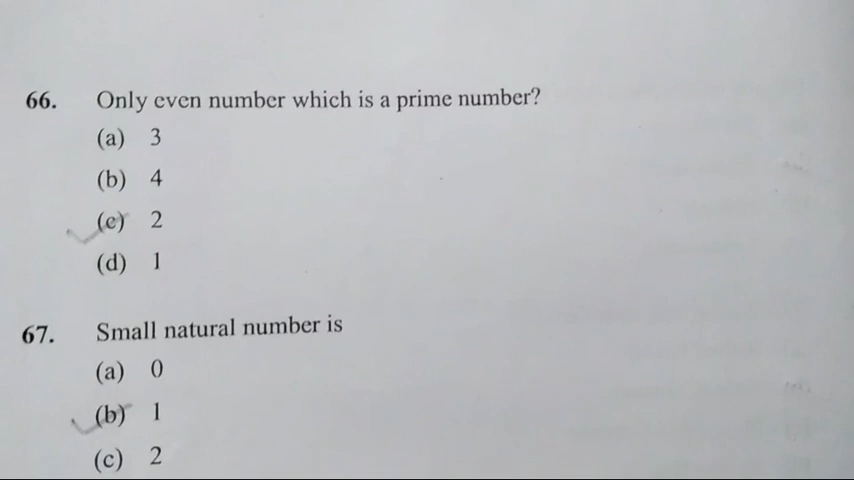 66. Only even number which is a prime number?
(a) 3
(b) 4
(c) 2
(d) 1
67. Small natural number is
(a) 0
(b) 1
(c) 2